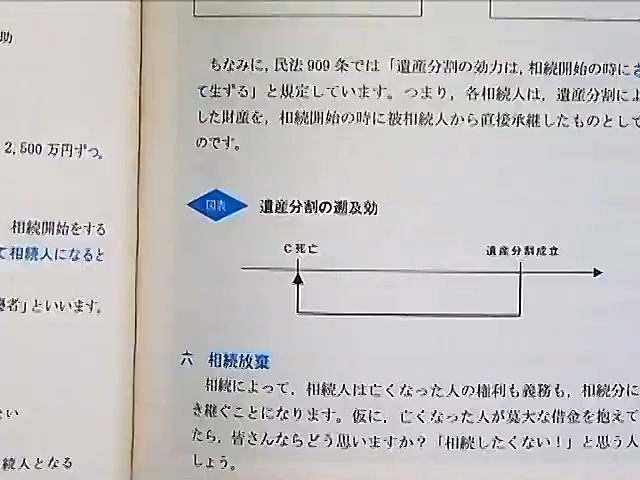 助
2,500 万円ずつ。
相続開始をする
て相続人になると
者」といいます。
続人となる
ちなみに, 民法 909 条では「遺産分割の効力は, 相続開始の時に
て生ずる」と規定しています。つまり, 各相続人は, 遺産分割によ
した財産を, 相続開始の時に被相続人から直接承継したものとして
のです。
図表 遺産分割の遡及効
C 死亡 遺産分割成立
六 相続放棄
相続によって, 相続人は亡くなった人の権利も義務も, 相続分に
き継ぐことになります。仮に, 亡くなった人が莫大な借金を抱えて
たら, 皆さんならどう思いますか？「相続したくない！」と思う人
しょう。